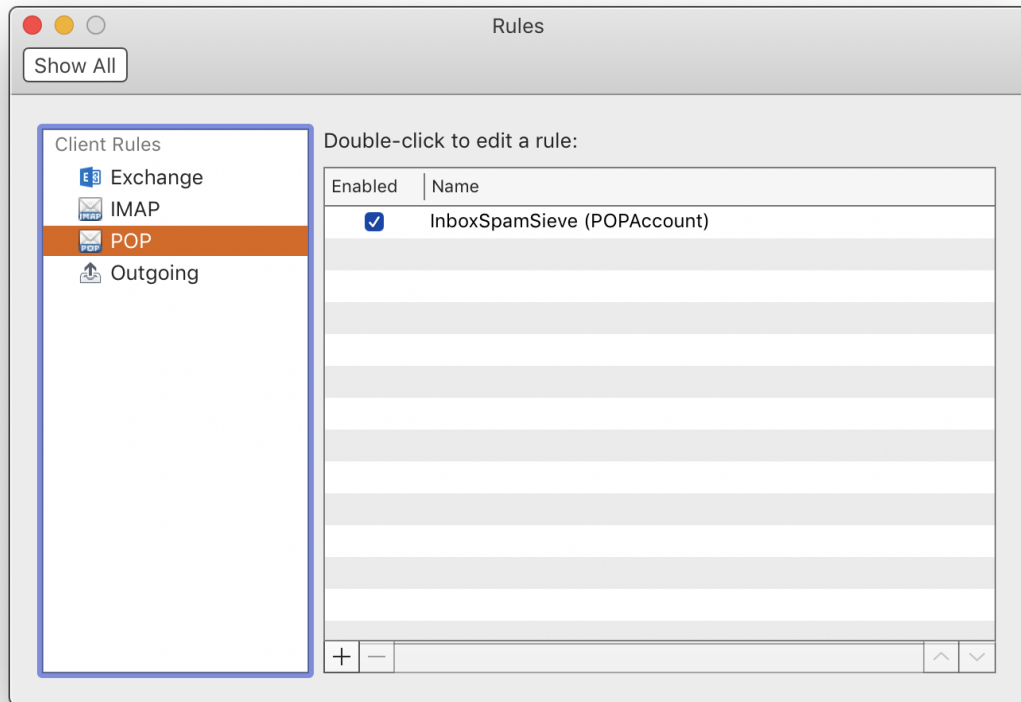 Rules
Show All
Client Rules
Exchange
IMAP
POP
Outgoing
Double-click to edit a rule:
Enabled Name
InboxSpamSieve (POPAccount)